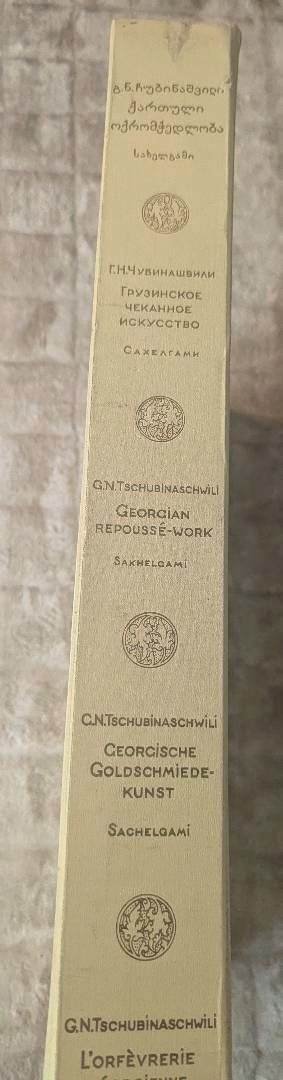 გ.ნ.ჩუბინაშვილი
ქართული
ოქრომჭედლობა
სახელგამი
Г.Н.Чубинашвили
Грузинское
чеканное
искусство
Сахелгами
G.N.Tschubinaschwili
Georgian
repoussé-work
Sakhelgami
G.N.Tschubinaschwili
Georgische
Goldschmiede-
kunst
Sachelgami
G.N.Tschubinaschwili
L'orfèvrerie